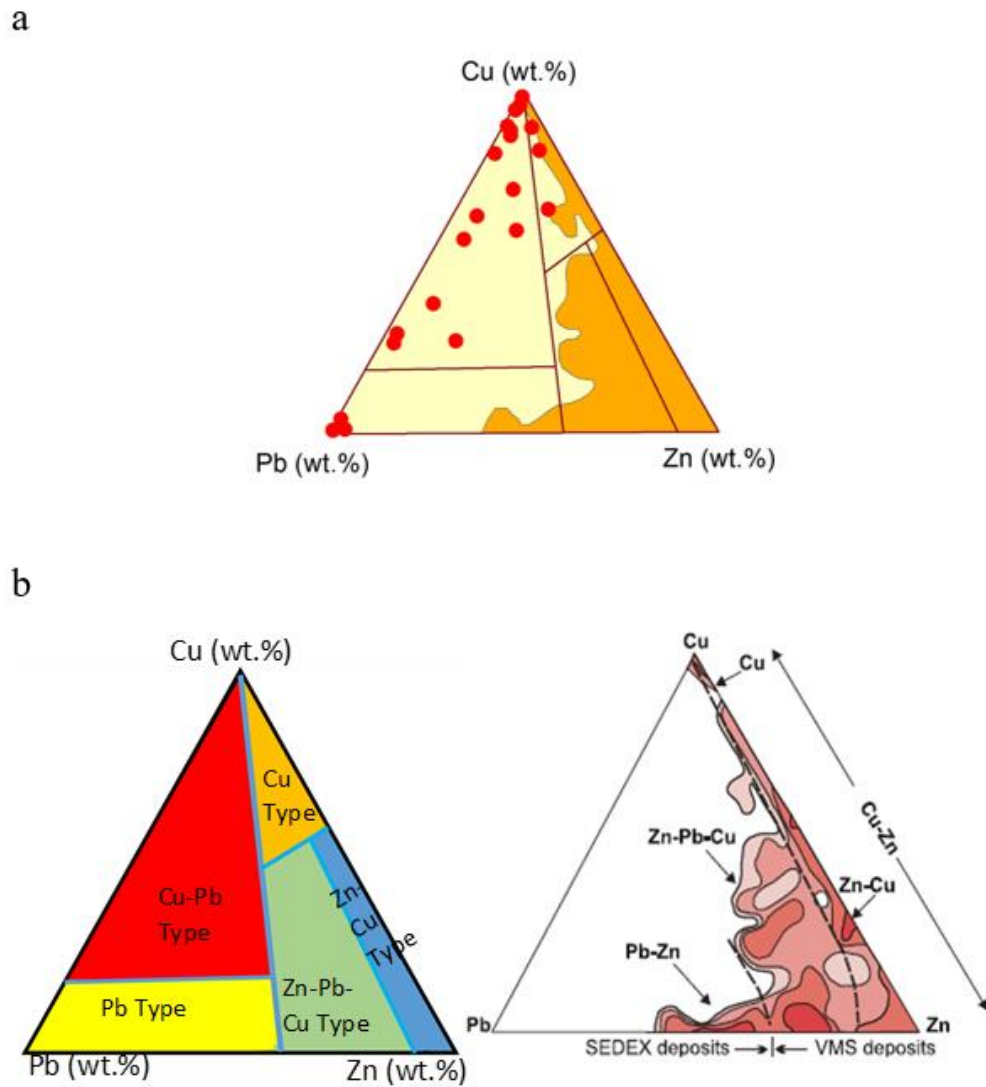 a
Cu (wt.%)
Pb (wt.%)
Zn (wt.%)
b
Cu (wt.%)
Cu
Type
Cu-Pb
Type
Zn-
Cu
Type
Pb Type
Zn-Pb-
Cu Type
Pb (wt.%)
Zn (wt.%)
Cu
Cu
Cu-Zn
Zn-Pb-Cu
Zn-Cu
Pb-Zn
Pb
Zn
SEDEX deposits
VMS deposits